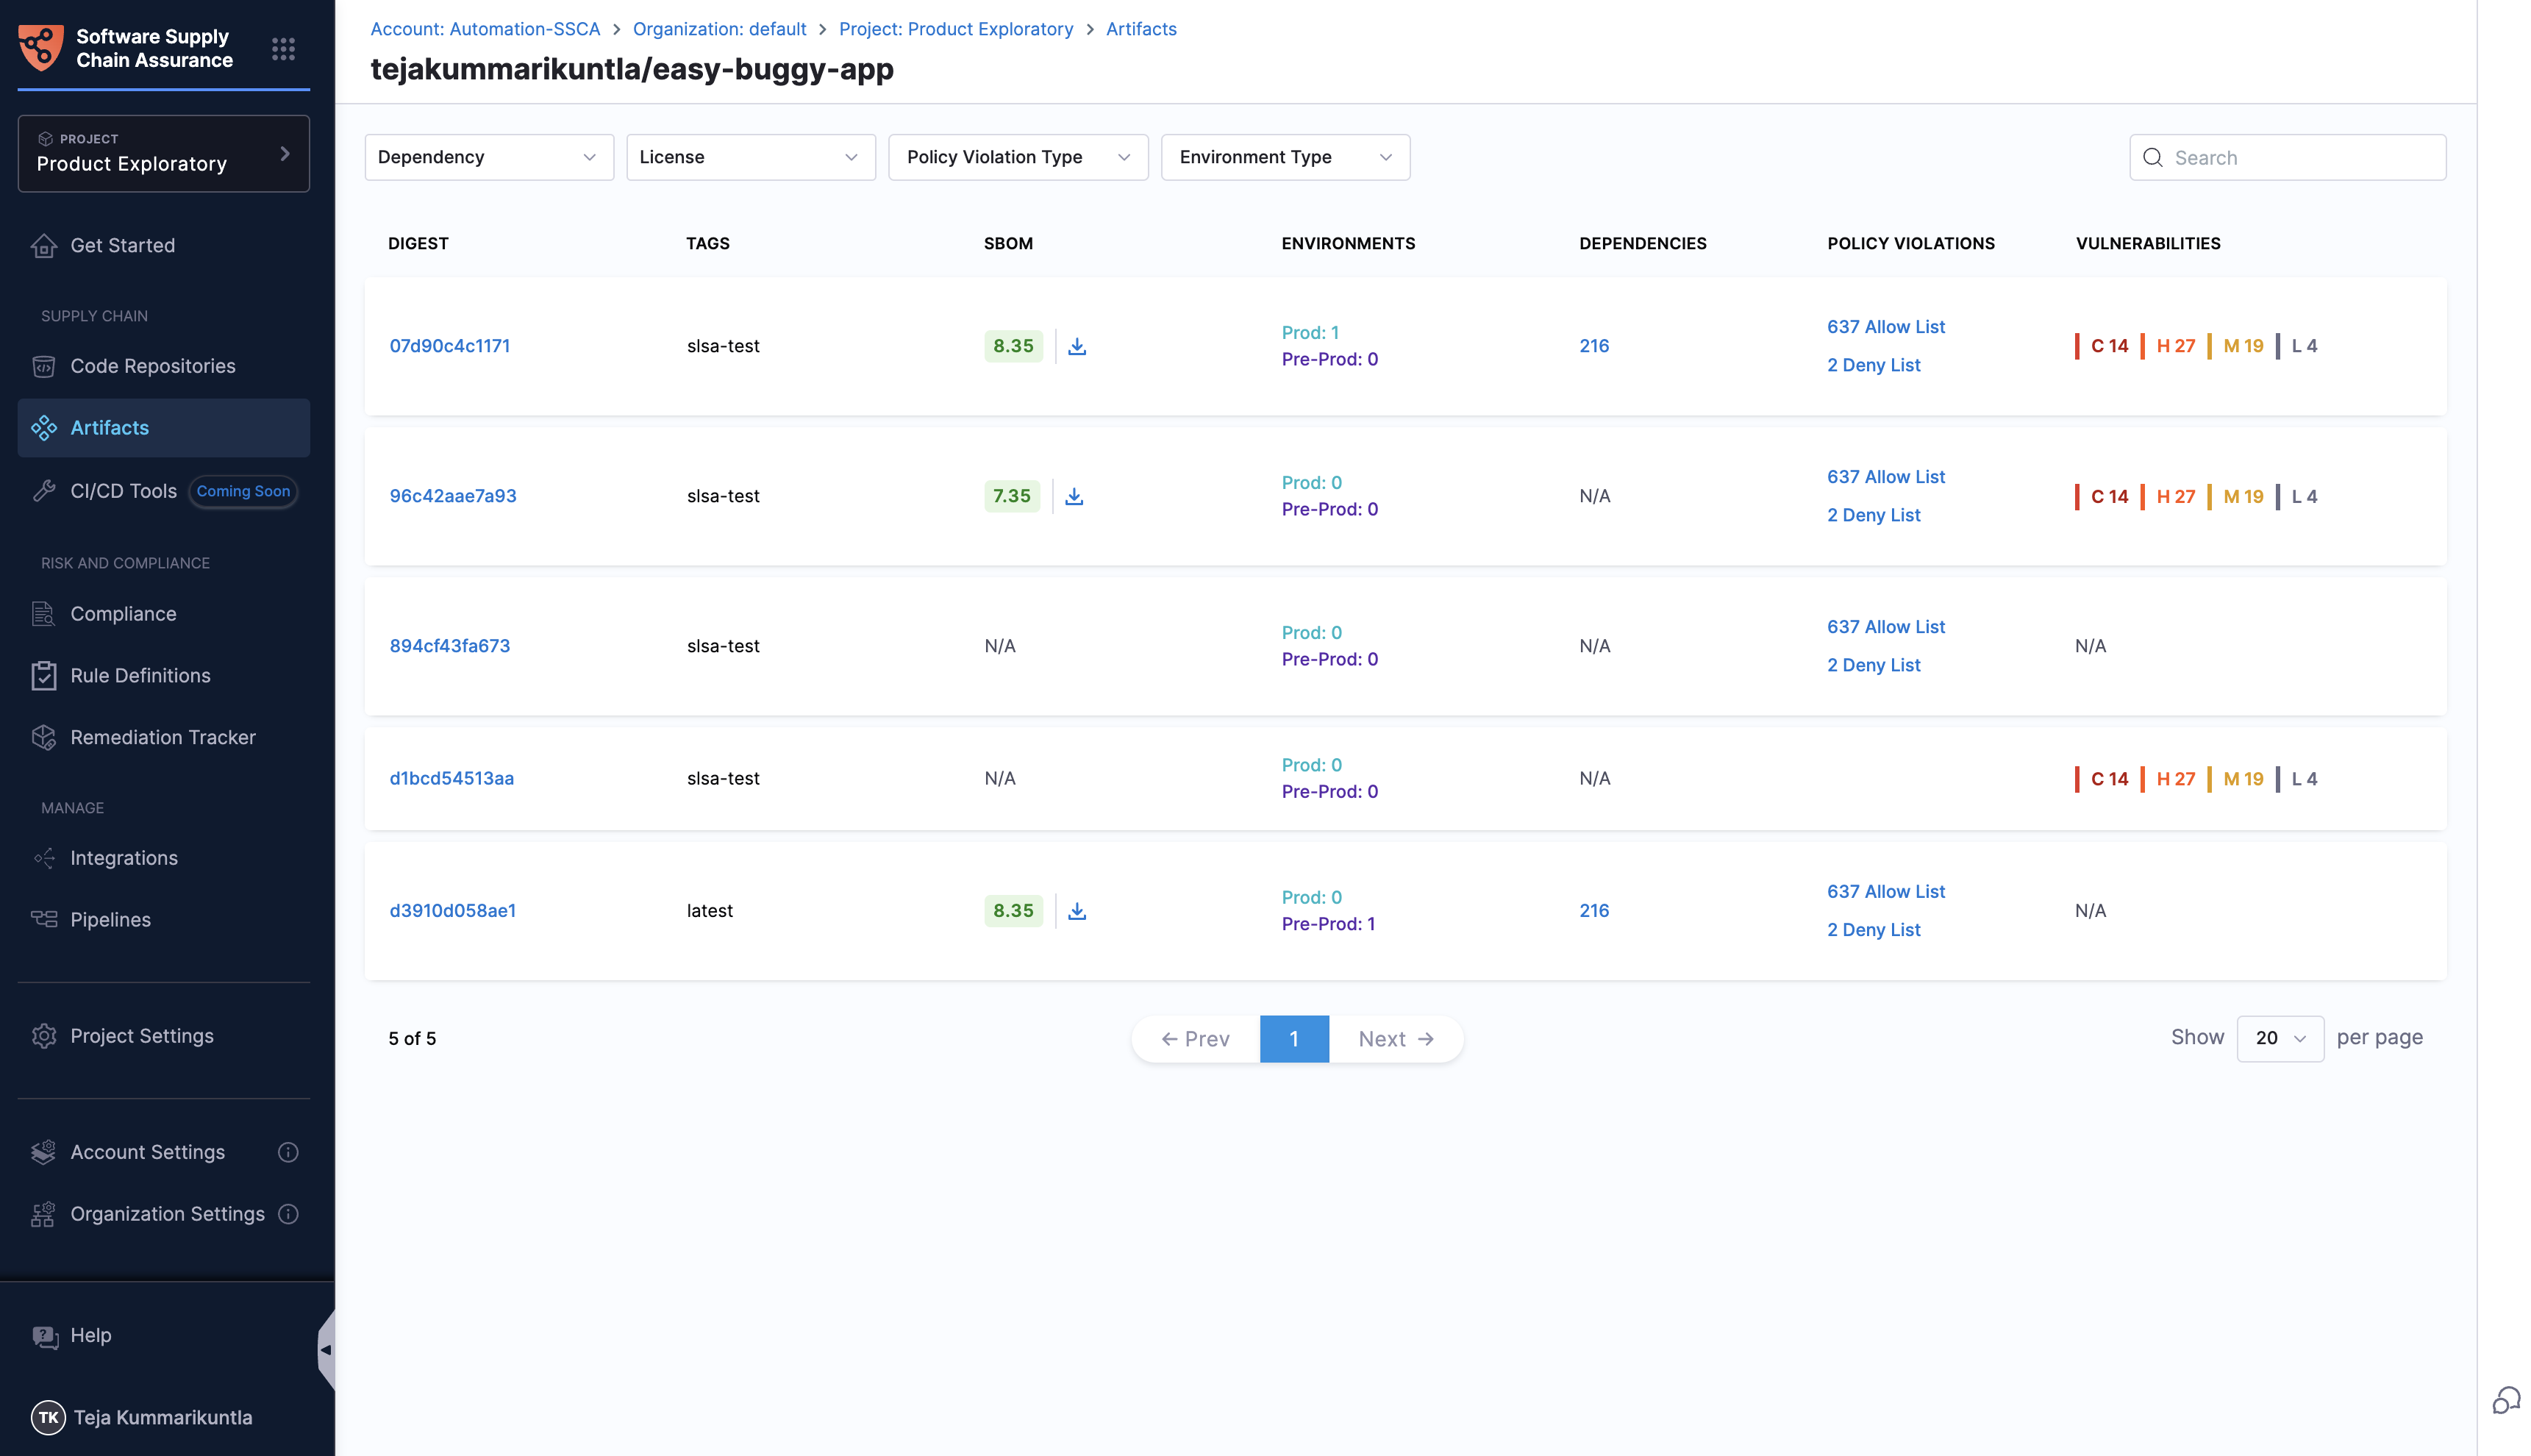 Software Supply
Chain Assurance
PROJECT
Product Exploratory
Get Started
SUPPLY CHAIN
Code Repositories
Artifacts
CI/CD Tools Coming Soon
RISK AND COMPLIANCE
Compliance
Rule Definitions
Remediation Tracker
MANAGE
Integrations
Pipelines
Project Settings
Account Settings
Organization Settings
Help
TK Teja Kummarikuntla
Account: Automation-SSCA > Organization: default > Project: Product Exploratory > Artifacts
tejakummarikuntla/easy-buggy-app
Dependency License Policy Violation Type Environment Type Search
DIGEST TAGS SBOM ENVIRONMENTS DEPENDENCIES POLICY VIOLATIONS VULNERABILITIES
07d90c4c1171 slsa-test 8.35 Prod: 1 Pre-Prod: 0 216 637 Allow List 2 Deny List C 14 H 27 M 19 L 4
96c42aae7a93 slsa-test 7.35 Prod: 0 Pre-Prod: 0 N/A 637 Allow List 2 Deny List C 14 H 27 M 19 L 4
894cf43fa673 slsa-test N/A Prod: 0 Pre-Prod: 0 N/A 637 Allow List 2 Deny List N/A
d1bcd54513aa slsa-test N/A Prod: 0 Pre-Prod: 0 N/A C 14 H 27 M 19 L 4
d3910d058ae1 latest 8.35 Prod: 0 Pre-Prod: 1 216 637 Allow List 2 Deny List N/A
5 of 5 ← Prev 1 Next → Show 20 per page